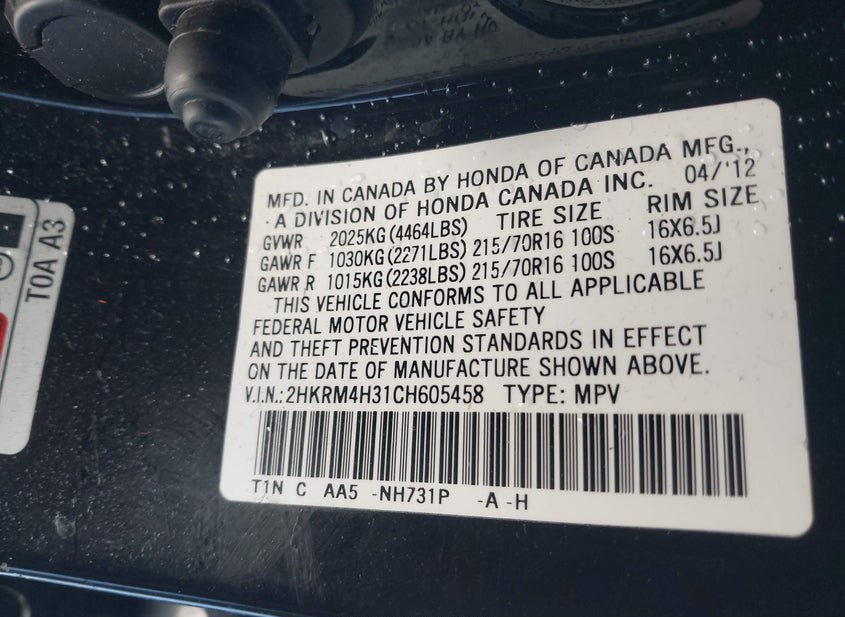 MFD. IN CANADA BY HONDA OF CANADA MFG.,
- A DIVISION OF HONDA CANADA INC. 04/'12
GVWR 2025KG(4464LBS) TIRE SIZE RIM SIZE
GAWR F 1030KG(2271LBS) 215/70R16 100S 16X6.5J
GAWR R 1015KG(2238LBS) 215/70R16 100S 16X6.5J
THIS VEHICLE CONFORMS TO ALL APPLICABLE
FEDERAL MOTOR VEHICLE SAFETY
AND THEFT PREVENTION STANDARDS IN EFFECT
ON THE DATE OF MANUFACTURE SHOWN ABOVE.
V.I.N.: 2HKRM4H31CH605458 TYPE: MPV
T1N C AA5 -NH731P -A -H
T0A A3